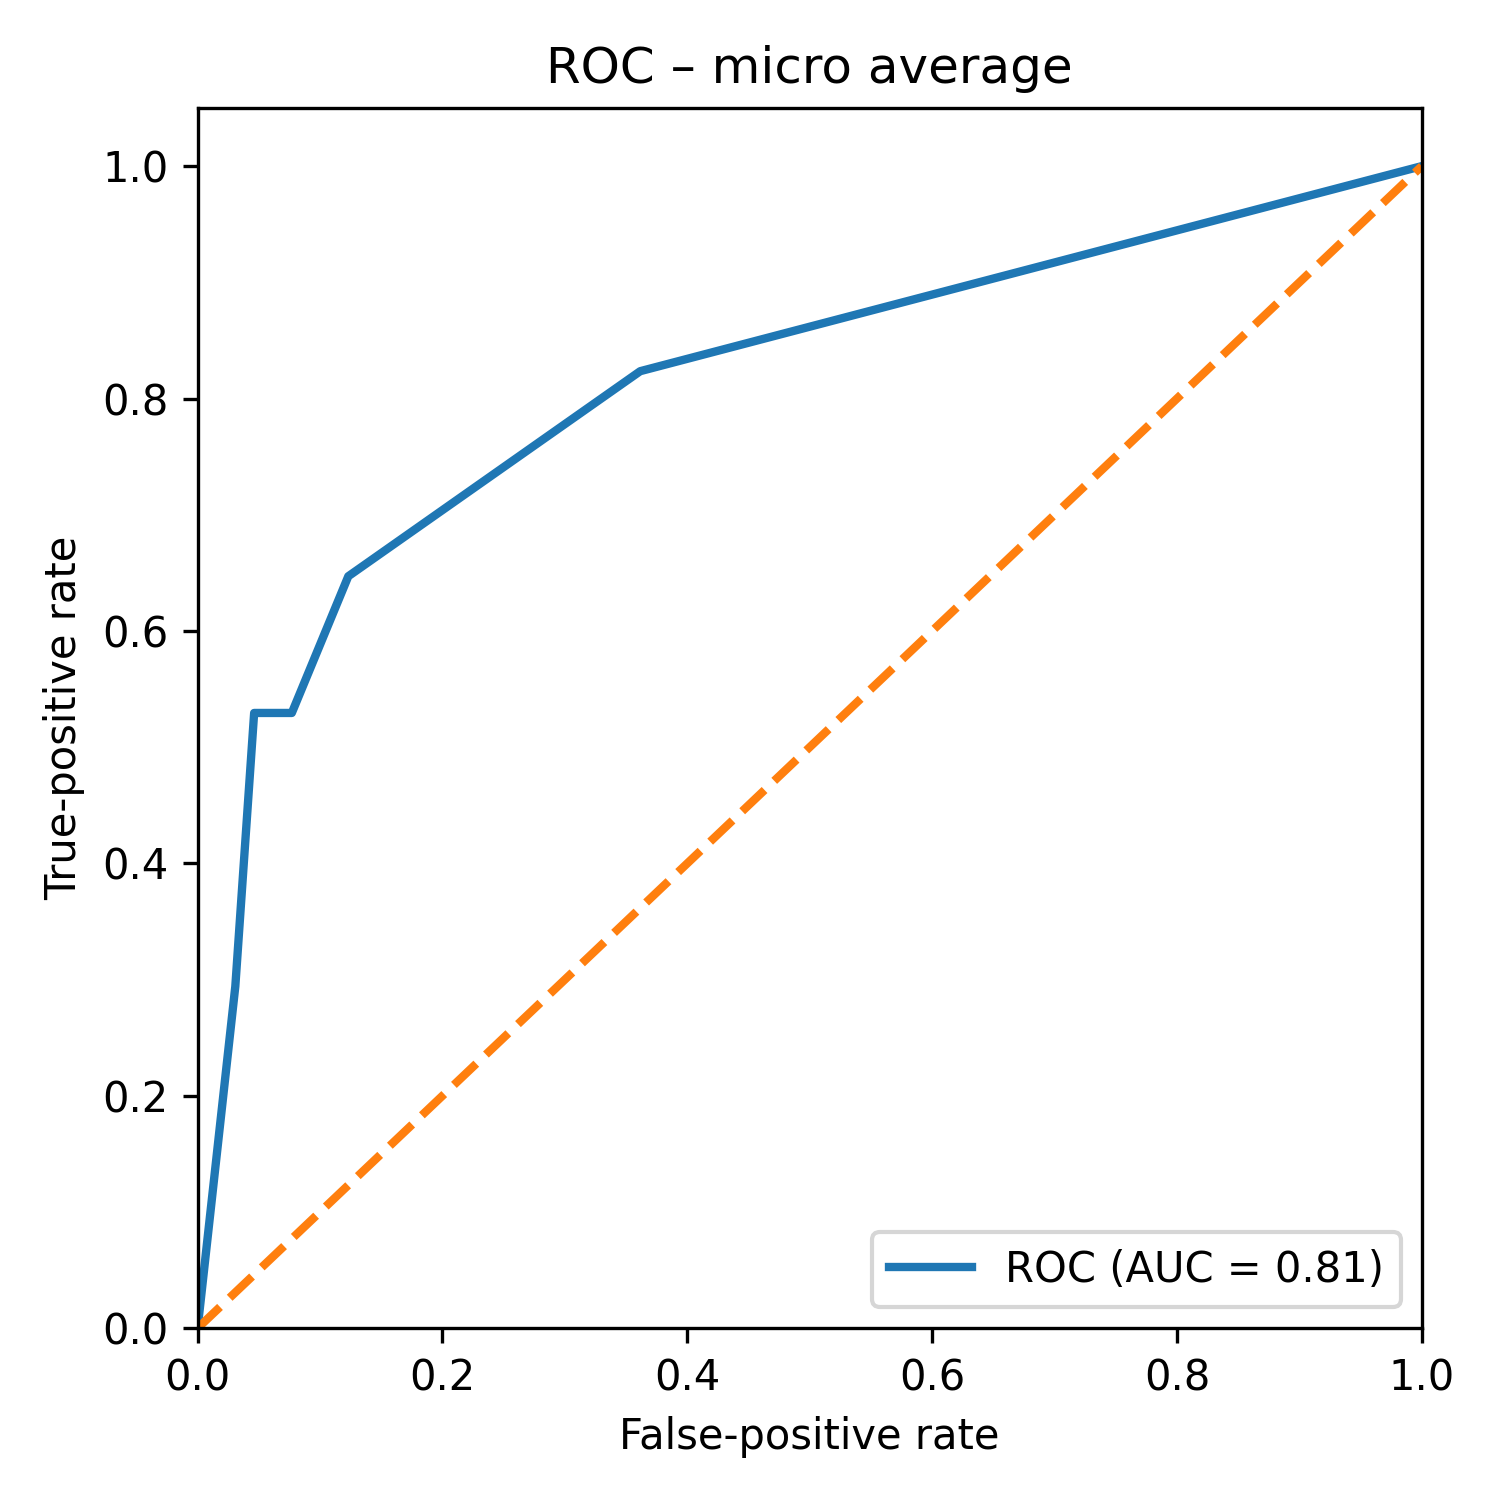 ROC – micro average
1.0
0.8
0.6
0.4
0.2
0.0
True-positive rate
ROC (AUC = 0.81)
0.0 0.2 0.4 0.6 0.8 1.0
False-positive rate